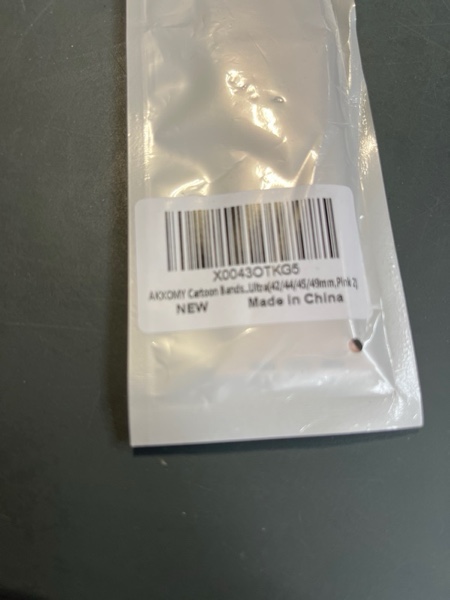 X0043OTKG5
AKXOMY Cartoon Bands...Ultra(42/44/45/49mm,Pink 2)
NEW Made in China